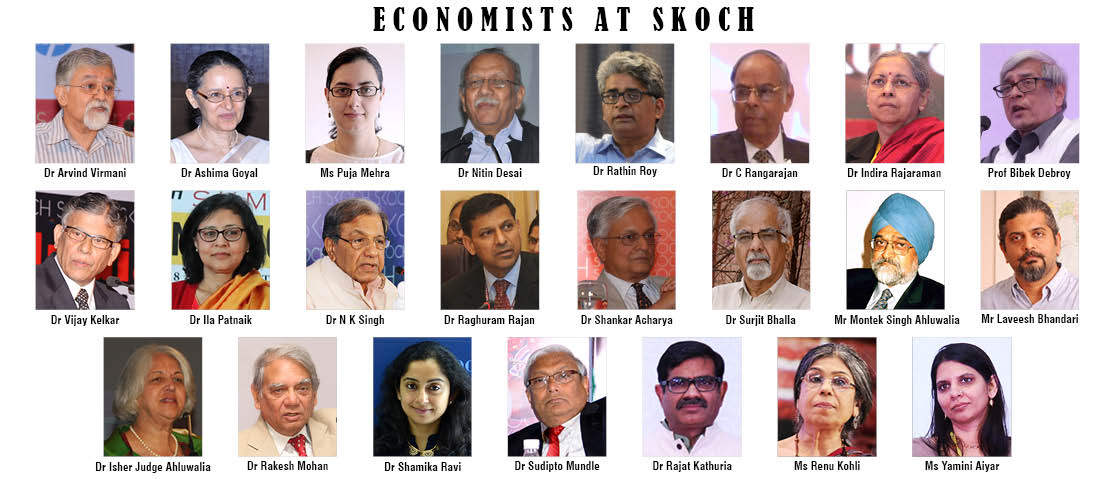 ECONOMISTS AT SKOCH
Dr Arvind Virmani Dr Ashima Goyal Ms Puja Mehra Dr Nitin Desai Dr Rathin Roy Dr C Rangarajan Dr Indira Rajaraman Prof Bibek Debroy
Dr Vijay Kelkar Dr Ila Patnaik Dr N K Singh Dr Raghuram Rajan Dr Shankar Acharya Dr Surjit Bhalla Mr Montek Singh Ahluwalia Mr Laveesh Bhandari
Dr Isher Judge Ahluwalia Dr Rakesh Mohan Dr Shamika Ravi Dr Sudipto Mundle Dr Rajat Kathuria Ms Renu Kohli Ms Yamini Aiyar